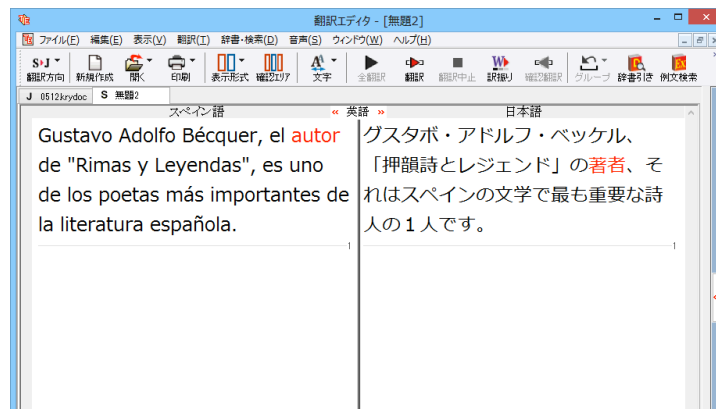 翻訳エディタ - [無題2]
ファイル(F) 編集(E) 表示(V) 翻訳(T) 辞書・検索(D) 音声(S) ウィンドウ(W) ヘルプ(H)
翻訳方向 新規作成 開く 印刷 表示形式 確認エリア 文字 全翻訳 翻訳 翻訳中止 訳振り 確認翻訳 グループ 辞書引き 例文検索
J 0512krydoc S 無題2
スペイン語 « 英語 » 日本語
Gustavo Adolfo Bécquer, el autor
de "Rimas y Leyendas", es uno
de los poetas más importantes de
la literatura española.
1
グスタボ・アドルフ・ベッケル、
「押韻詩とレジェンド」の著者、そ
れはスペインの文学で最も重要な詩
人の１人です。
1